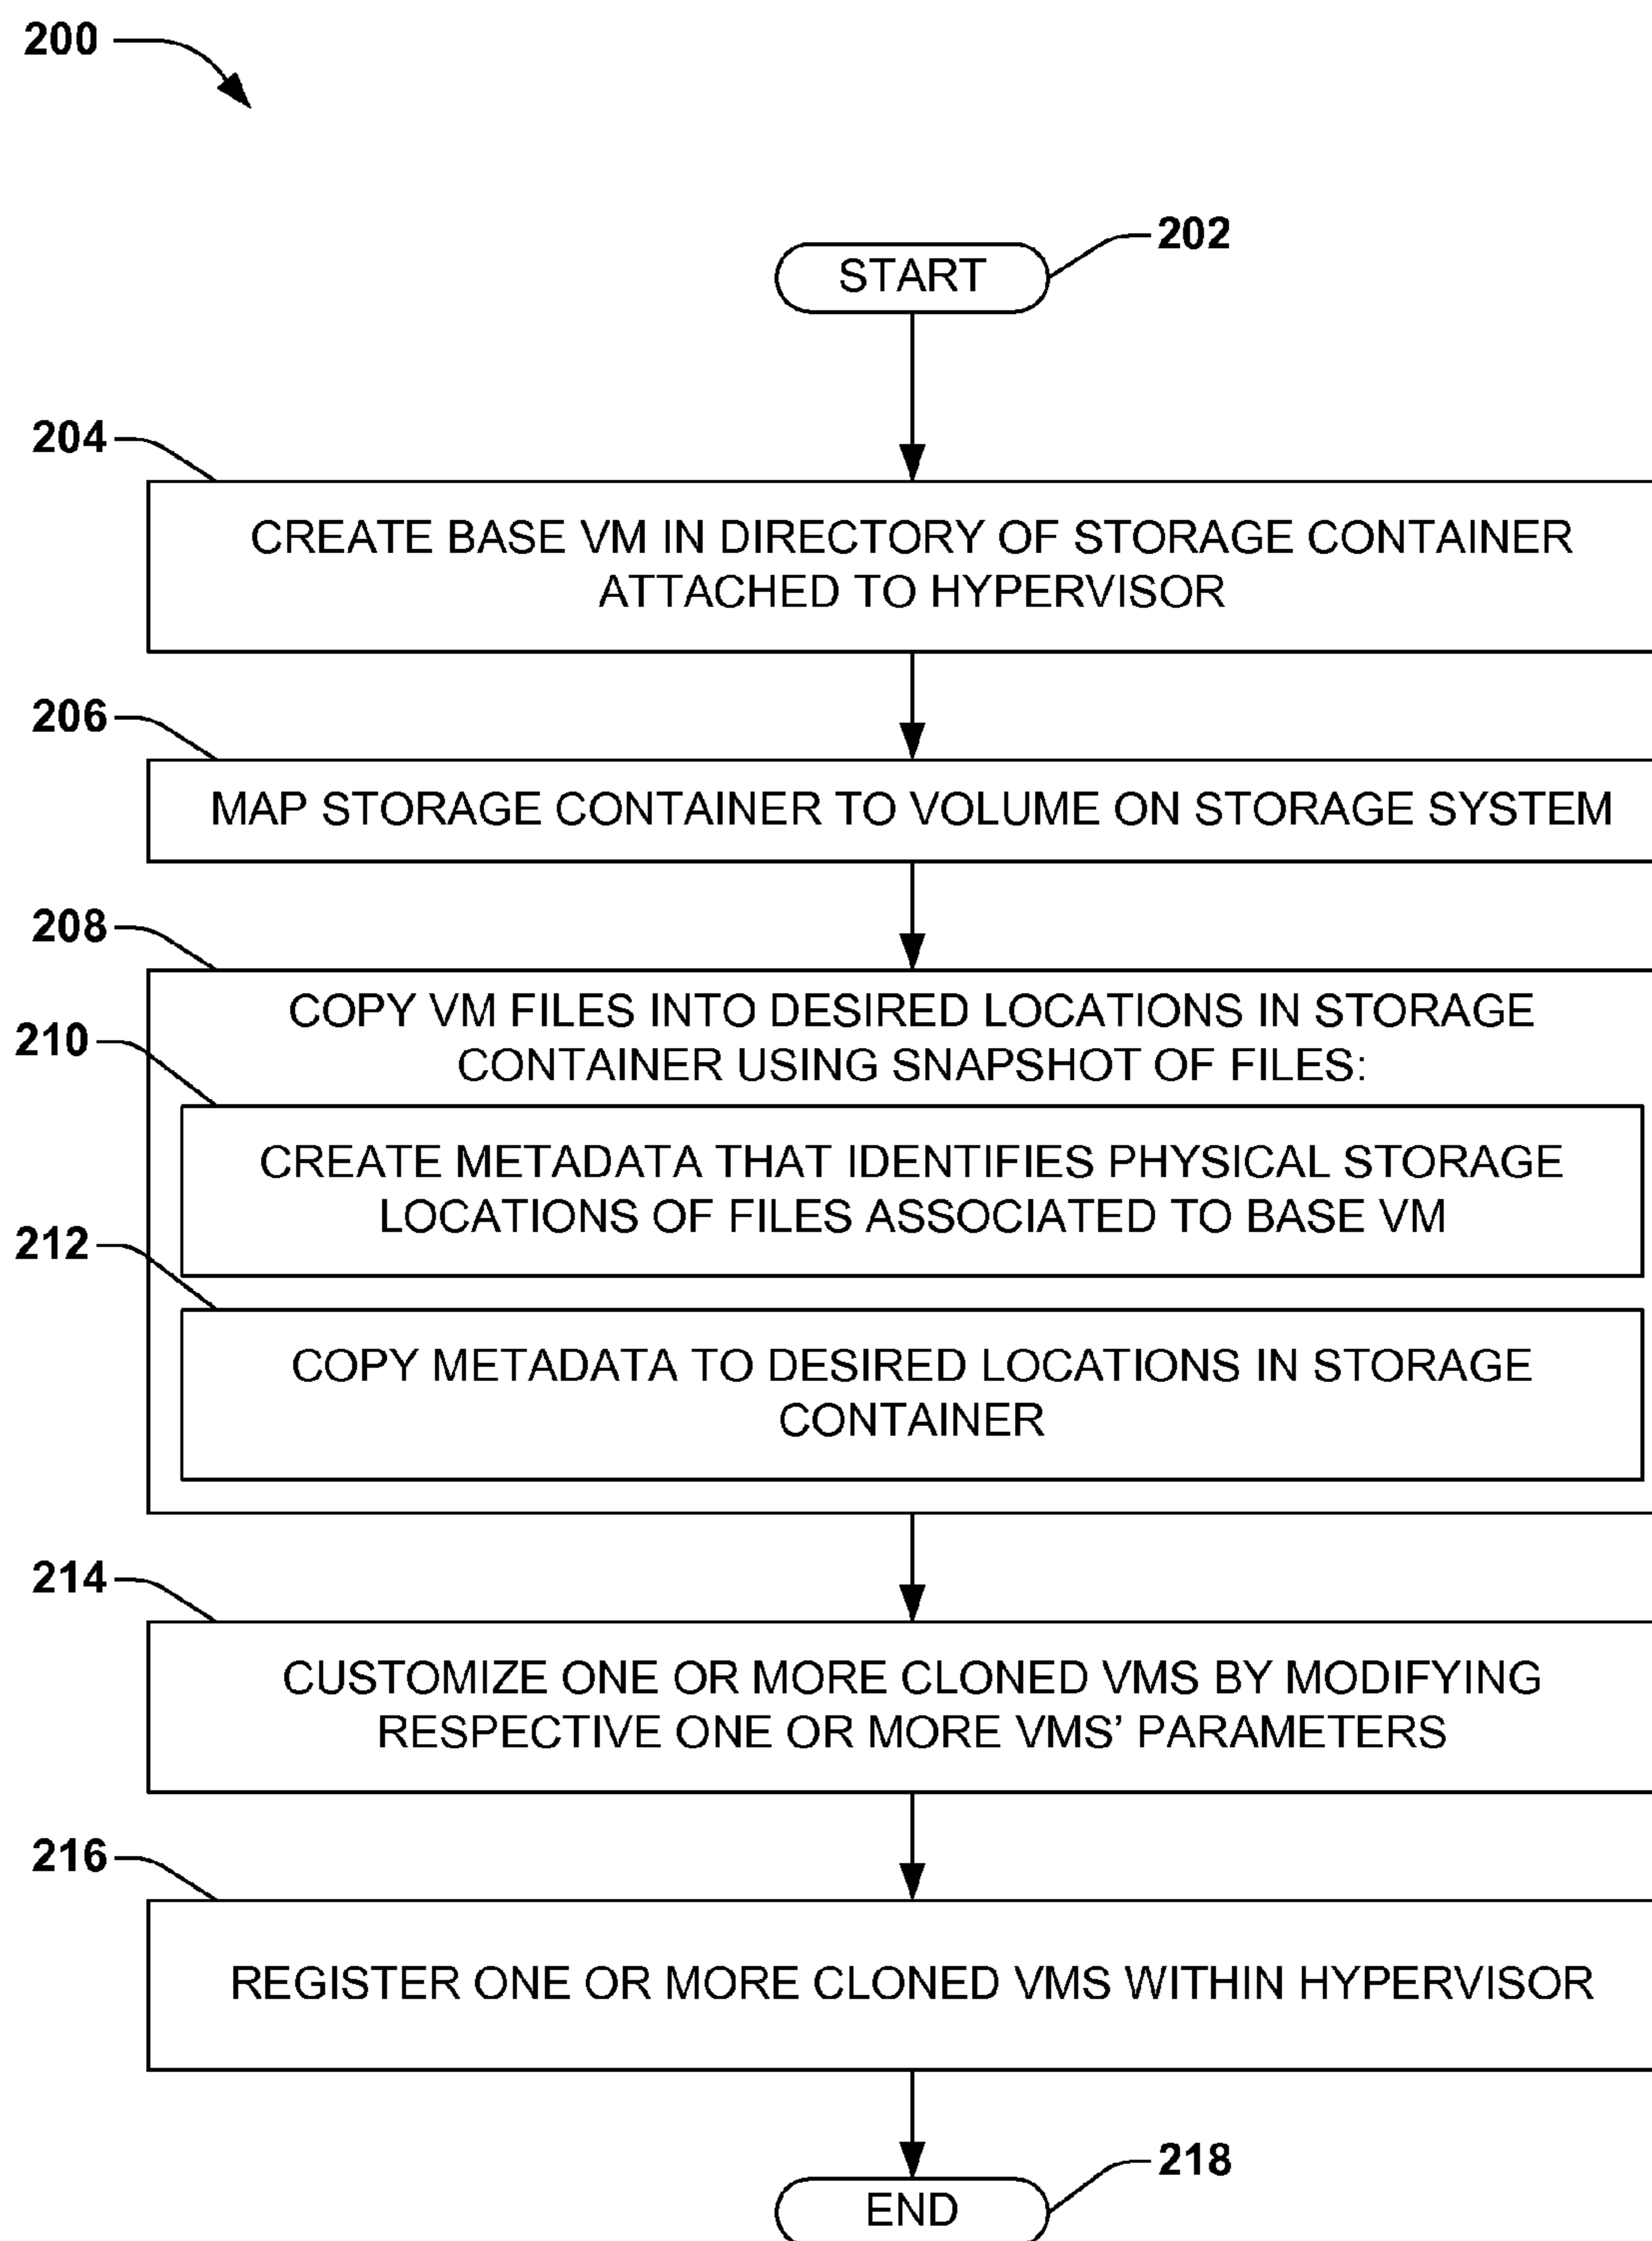 200
202
START
204
CREATE BASE VM IN DIRECTORY OF STORAGE CONTAINER
ATTACHED TO HYPERVISOR
206
MAP STORAGE CONTAINER TO VOLUME ON STORAGE SYSTEM
208
COPY VM FILES INTO DESIRED LOCATIONS IN STORAGE
CONTAINER USING SNAPSHOT OF FILES:
210
CREATE METADATA THAT IDENTIFIES PHYSICAL STORAGE
LOCATIONS OF FILES ASSOCIATED TO BASE VM
212
COPY METADATA TO DESIRED LOCATIONS IN STORAGE
CONTAINER
214
CUSTOMIZE ONE OR MORE CLONED VMS BY MODIFYING
RESPECTIVE ONE OR MORE VMS’ PARAMETERS
216
REGISTER ONE OR MORE CLONED VMS WITHIN HYPERVISOR
218
END